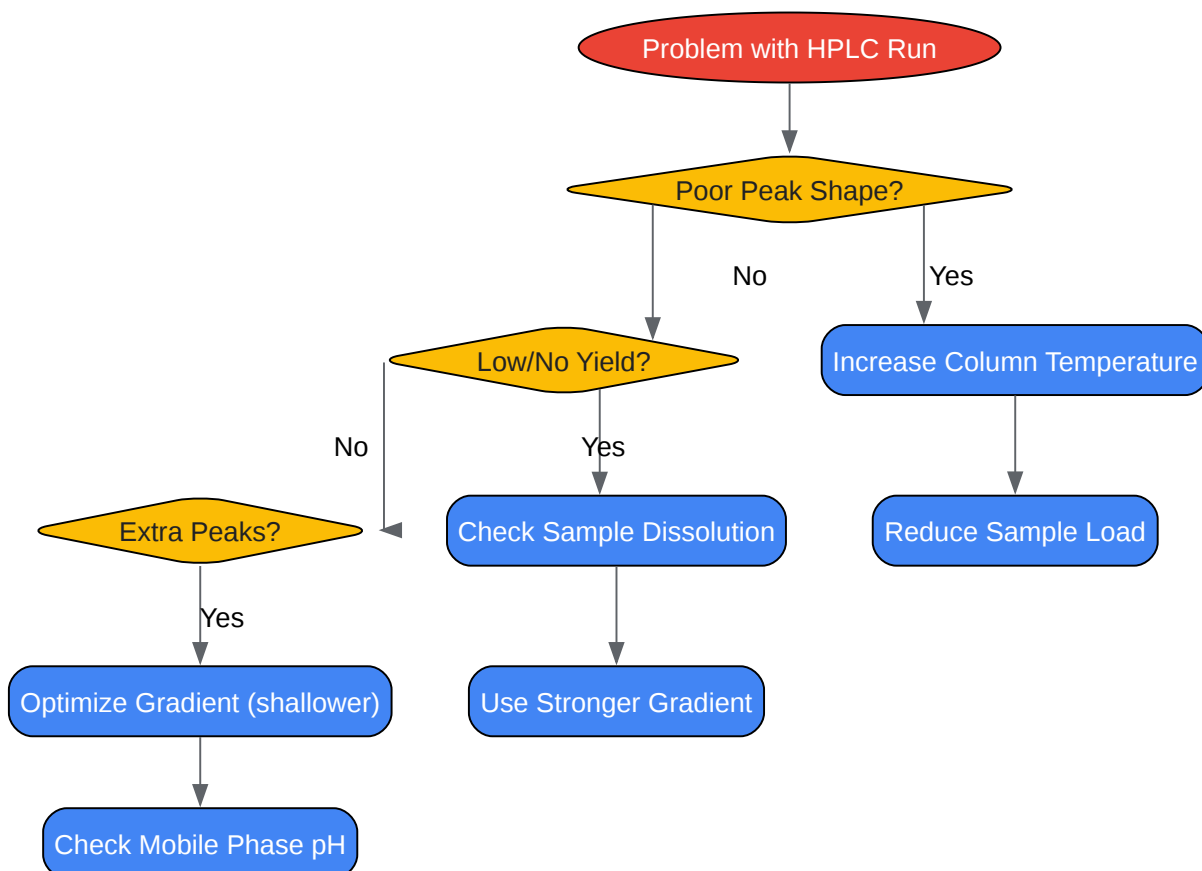 Problem with HPLC Run
Poor Peak Shape?
No
Yes
Low/No Yield?
Increase Column Temperature
No
Yes
Extra Peaks?
Check Sample Dissolution
Reduce Sample Load
Yes
Optimize Gradient (shallower)
Use Stronger Gradient
Check Mobile Phase pH